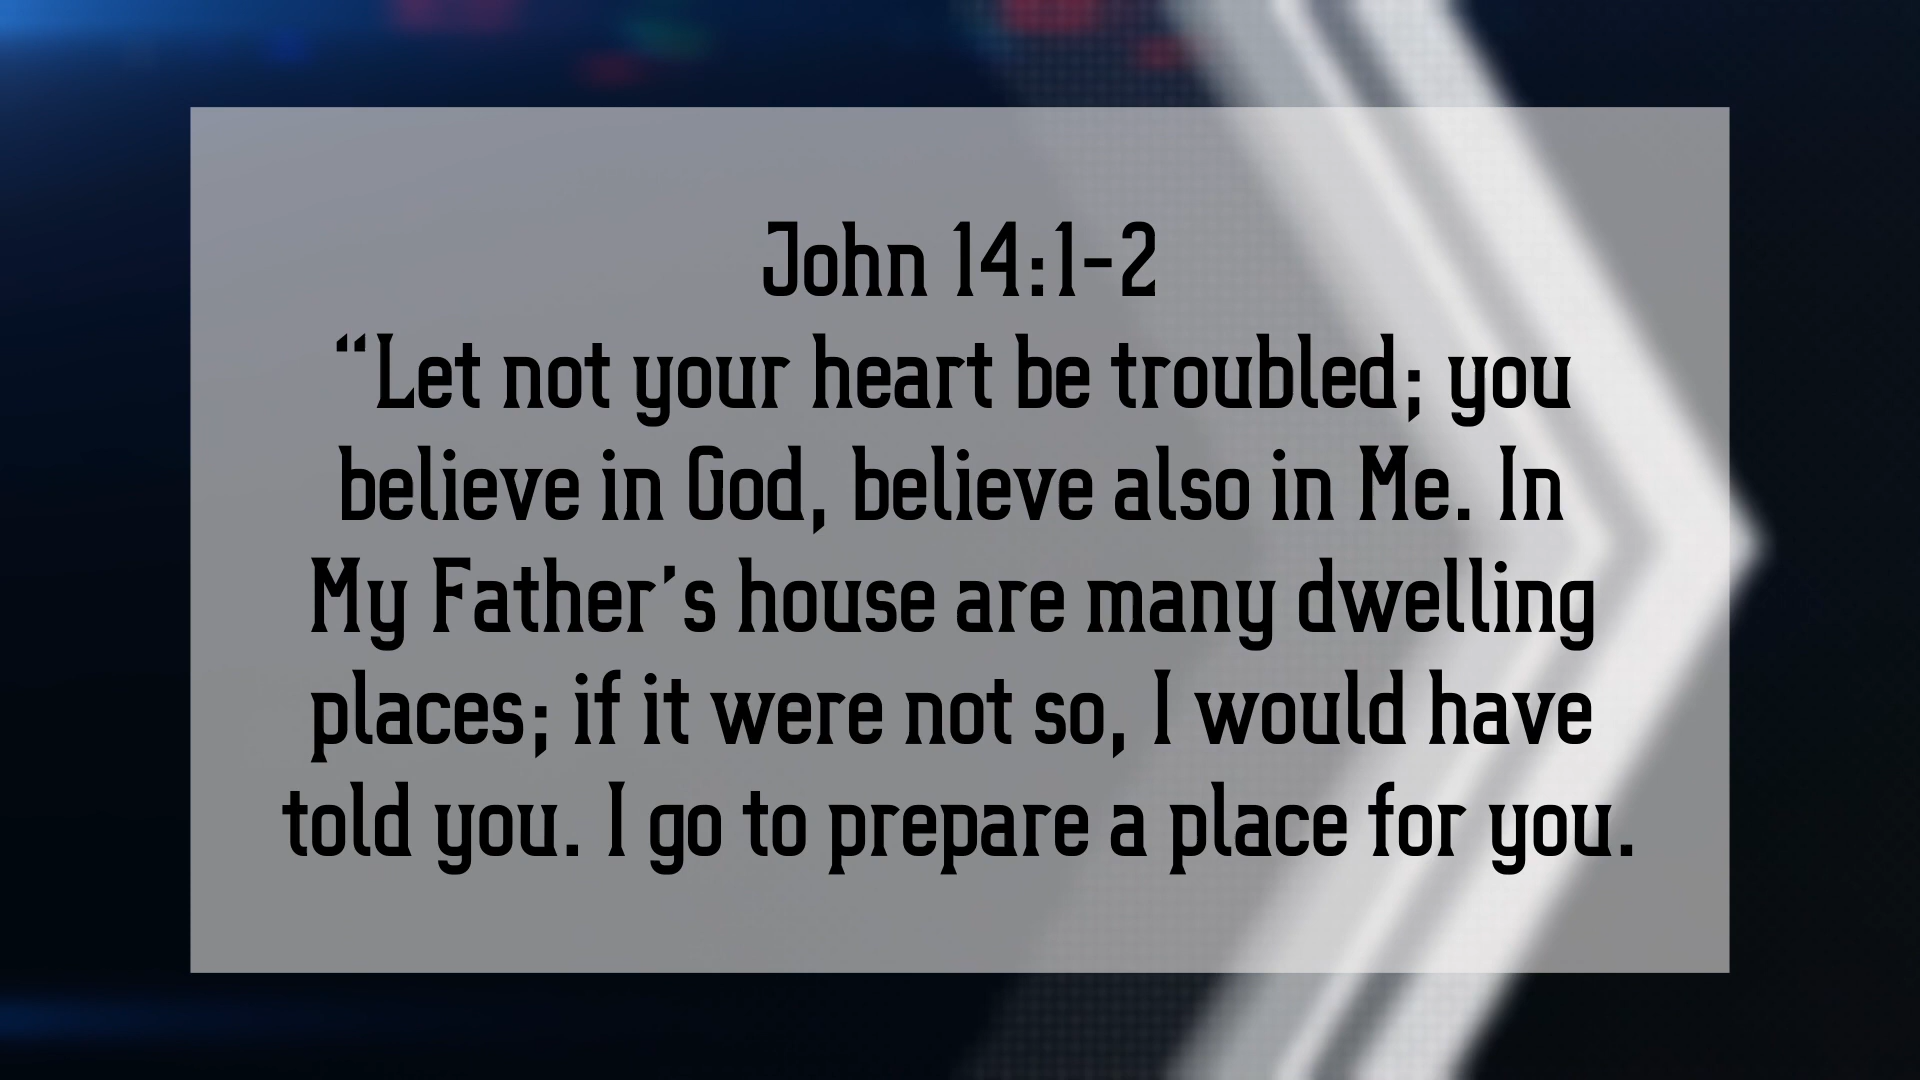 John 14:1-2
“Let not your heart be troubled; you
believe in God, believe also in Me. In
My Father’s house are many dwelling
places; if it were not so, I would have
told you. I go to prepare a place for you.